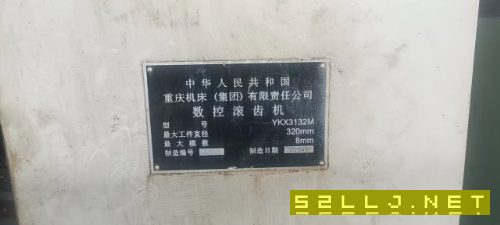 中华人民共和国
重庆机床(集团)有限责任公司
数控滚齿机
型号 YKX3132M
最大工件直径 320mm
最大模数 8mm
制造编号
制造日期
52LLJ.NET